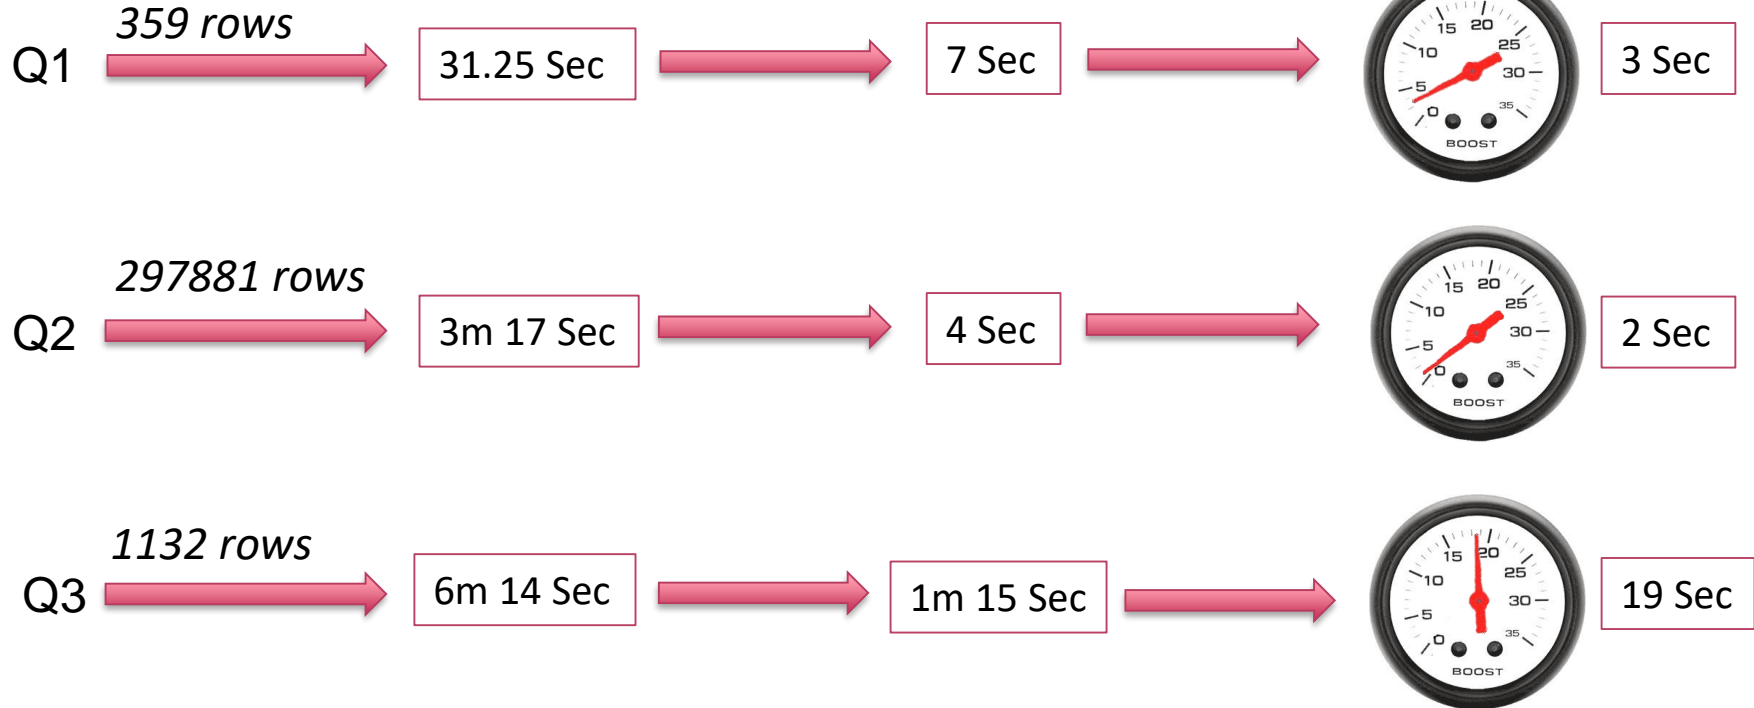 359 rows
Q1
31.25 Sec
7 Sec
0 5 10 15 20 25 30 35
BOOST
3 Sec
297881 rows
Q2
3m 17 Sec
4 Sec
0 5 10 15 20 25 30 35
BOOST
2 Sec
1132 rows
Q3
6m 14 Sec
1m 15 Sec
0 5 10 15 20 25 30 35
BOOST
19 Sec